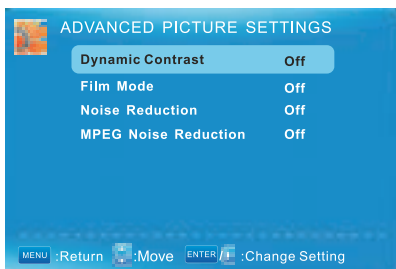 ADVANCED PICTURE SETTINGS
Dynamic Contrast Off
Film Mode Off
Noise Reduction Off
MPEG Noise Reduction Off
MENU :Return :Move ENTER/ :Change Setting